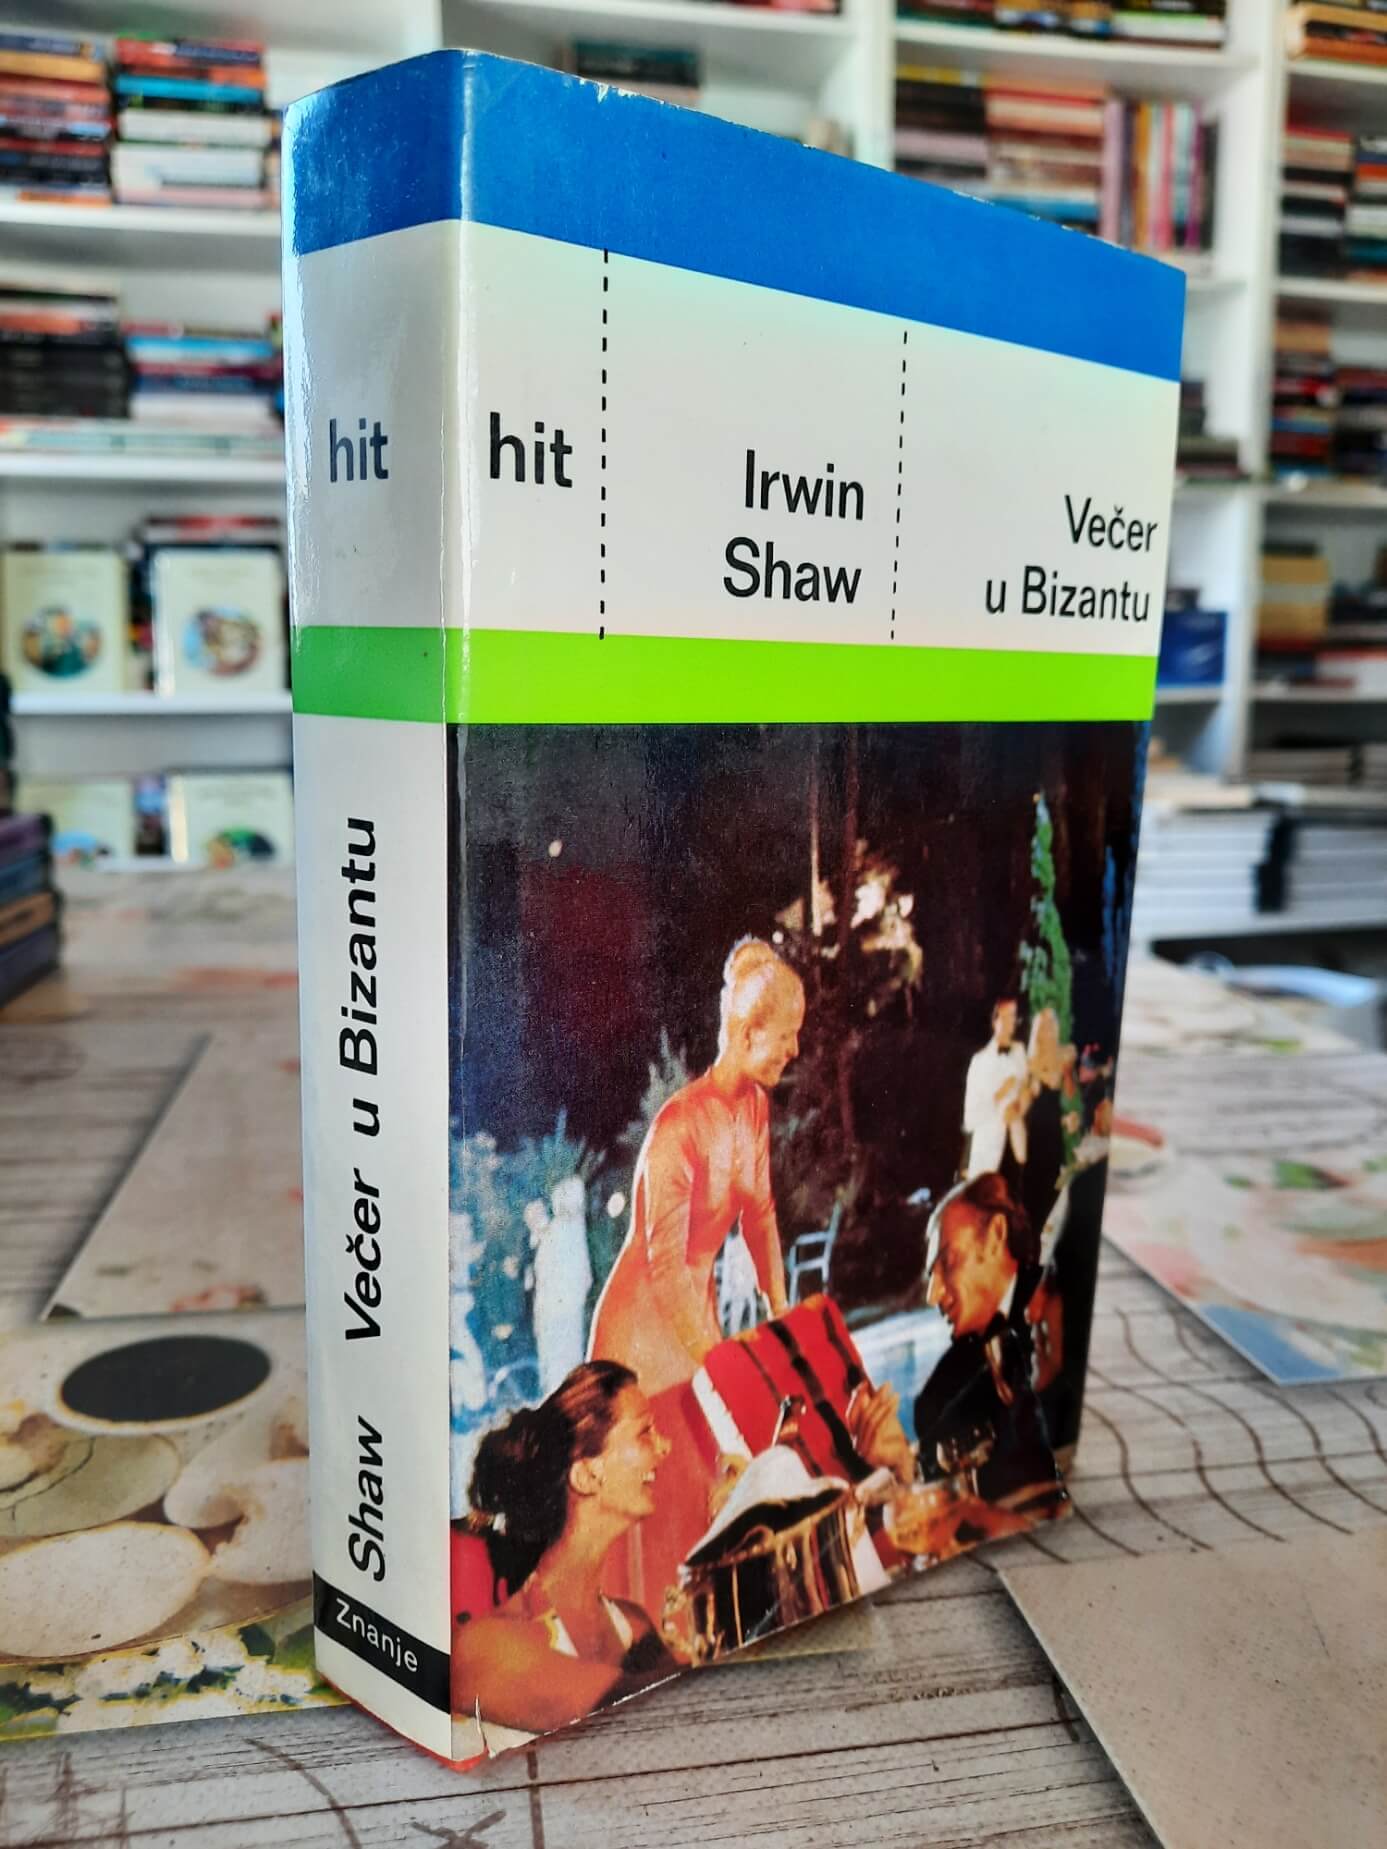 hit
Shaw Večer u Bizantu
Znanje
hit
Irwin
Shaw
Večer
u Bizantu